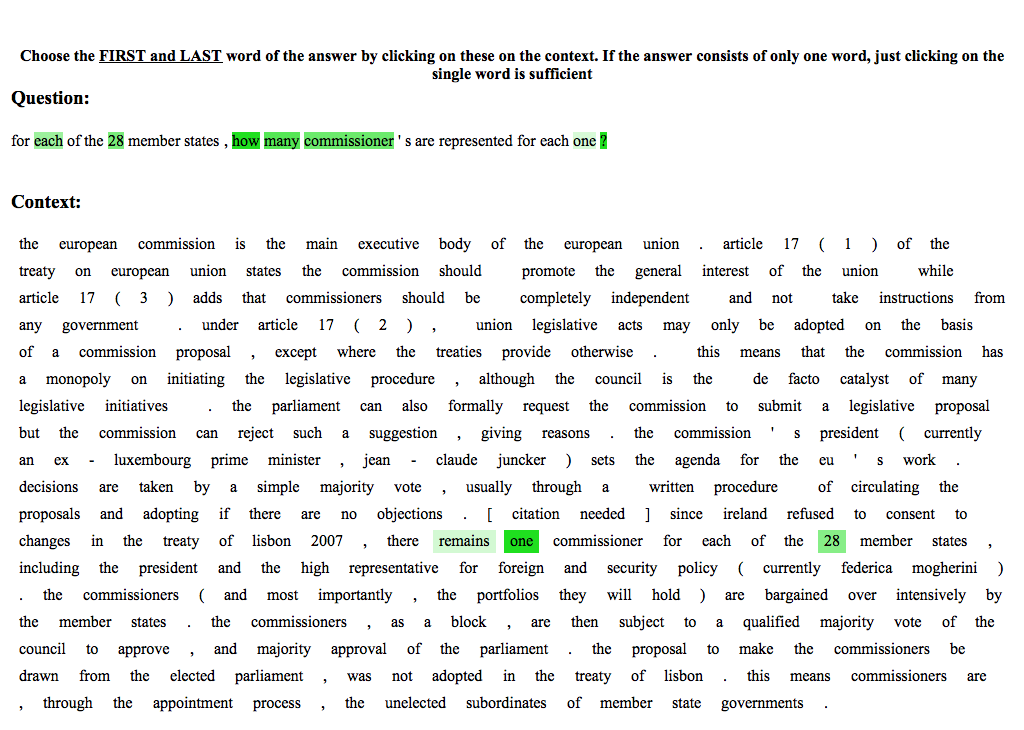 Choose the FIRST and LAST word of the answer by clicking on these on the context. If the answer consists of only one word, just clicking on the
single word is sufficient
Question:
for each of the 28 member states , how many commissioner ' s are represented for each one ?
Context:
the european commission is the main executive body of the european union . article 17 ( 1 ) of the
treaty on european union states the commission should promote the general interest of the union while
article 17 ( 3 ) adds that commissioners should be completely independent and not take instructions from
any government . under article 17 ( 2 ) , union legislative acts may only be adopted on the basis
of a commission proposal , except where the treaties provide otherwise . this means that the commission has
a monopoly on initiating the legislative procedure , although the council is the de facto catalyst of many
legislative initiatives . the parliament can also formally request the commission to submit a legislative proposal
but the commission can reject such a suggestion , giving reasons . the commission ' s president ( currently
an ex - luxembourg prime minister , jean - claude juncker ) sets the agenda for the eu ' s work .
decisions are taken by a simple majority vote , usually through a written procedure of circulating the
proposals and adopting if there are no objections . [ citation needed ] since ireland refused to consent to
changes in the treaty of lisbon 2007 , there remains one commissioner for each of the 28 member states ,
including the president and the high representative for foreign and security policy ( currently federica mogherini )
. the commissioners ( and most importantly , the portfolios they will hold ) are bargained over intensively by
the member states . the commissioners , as a block , are then subject to a qualified majority vote of the
council to approve , and majority approval of the parliament . the proposal to make the commissioners be
drawn from the elected parliament , was not adopted in the treaty of lisbon . this means commissioners are
, through the appointment process , the unelected subordinates of member state governments .